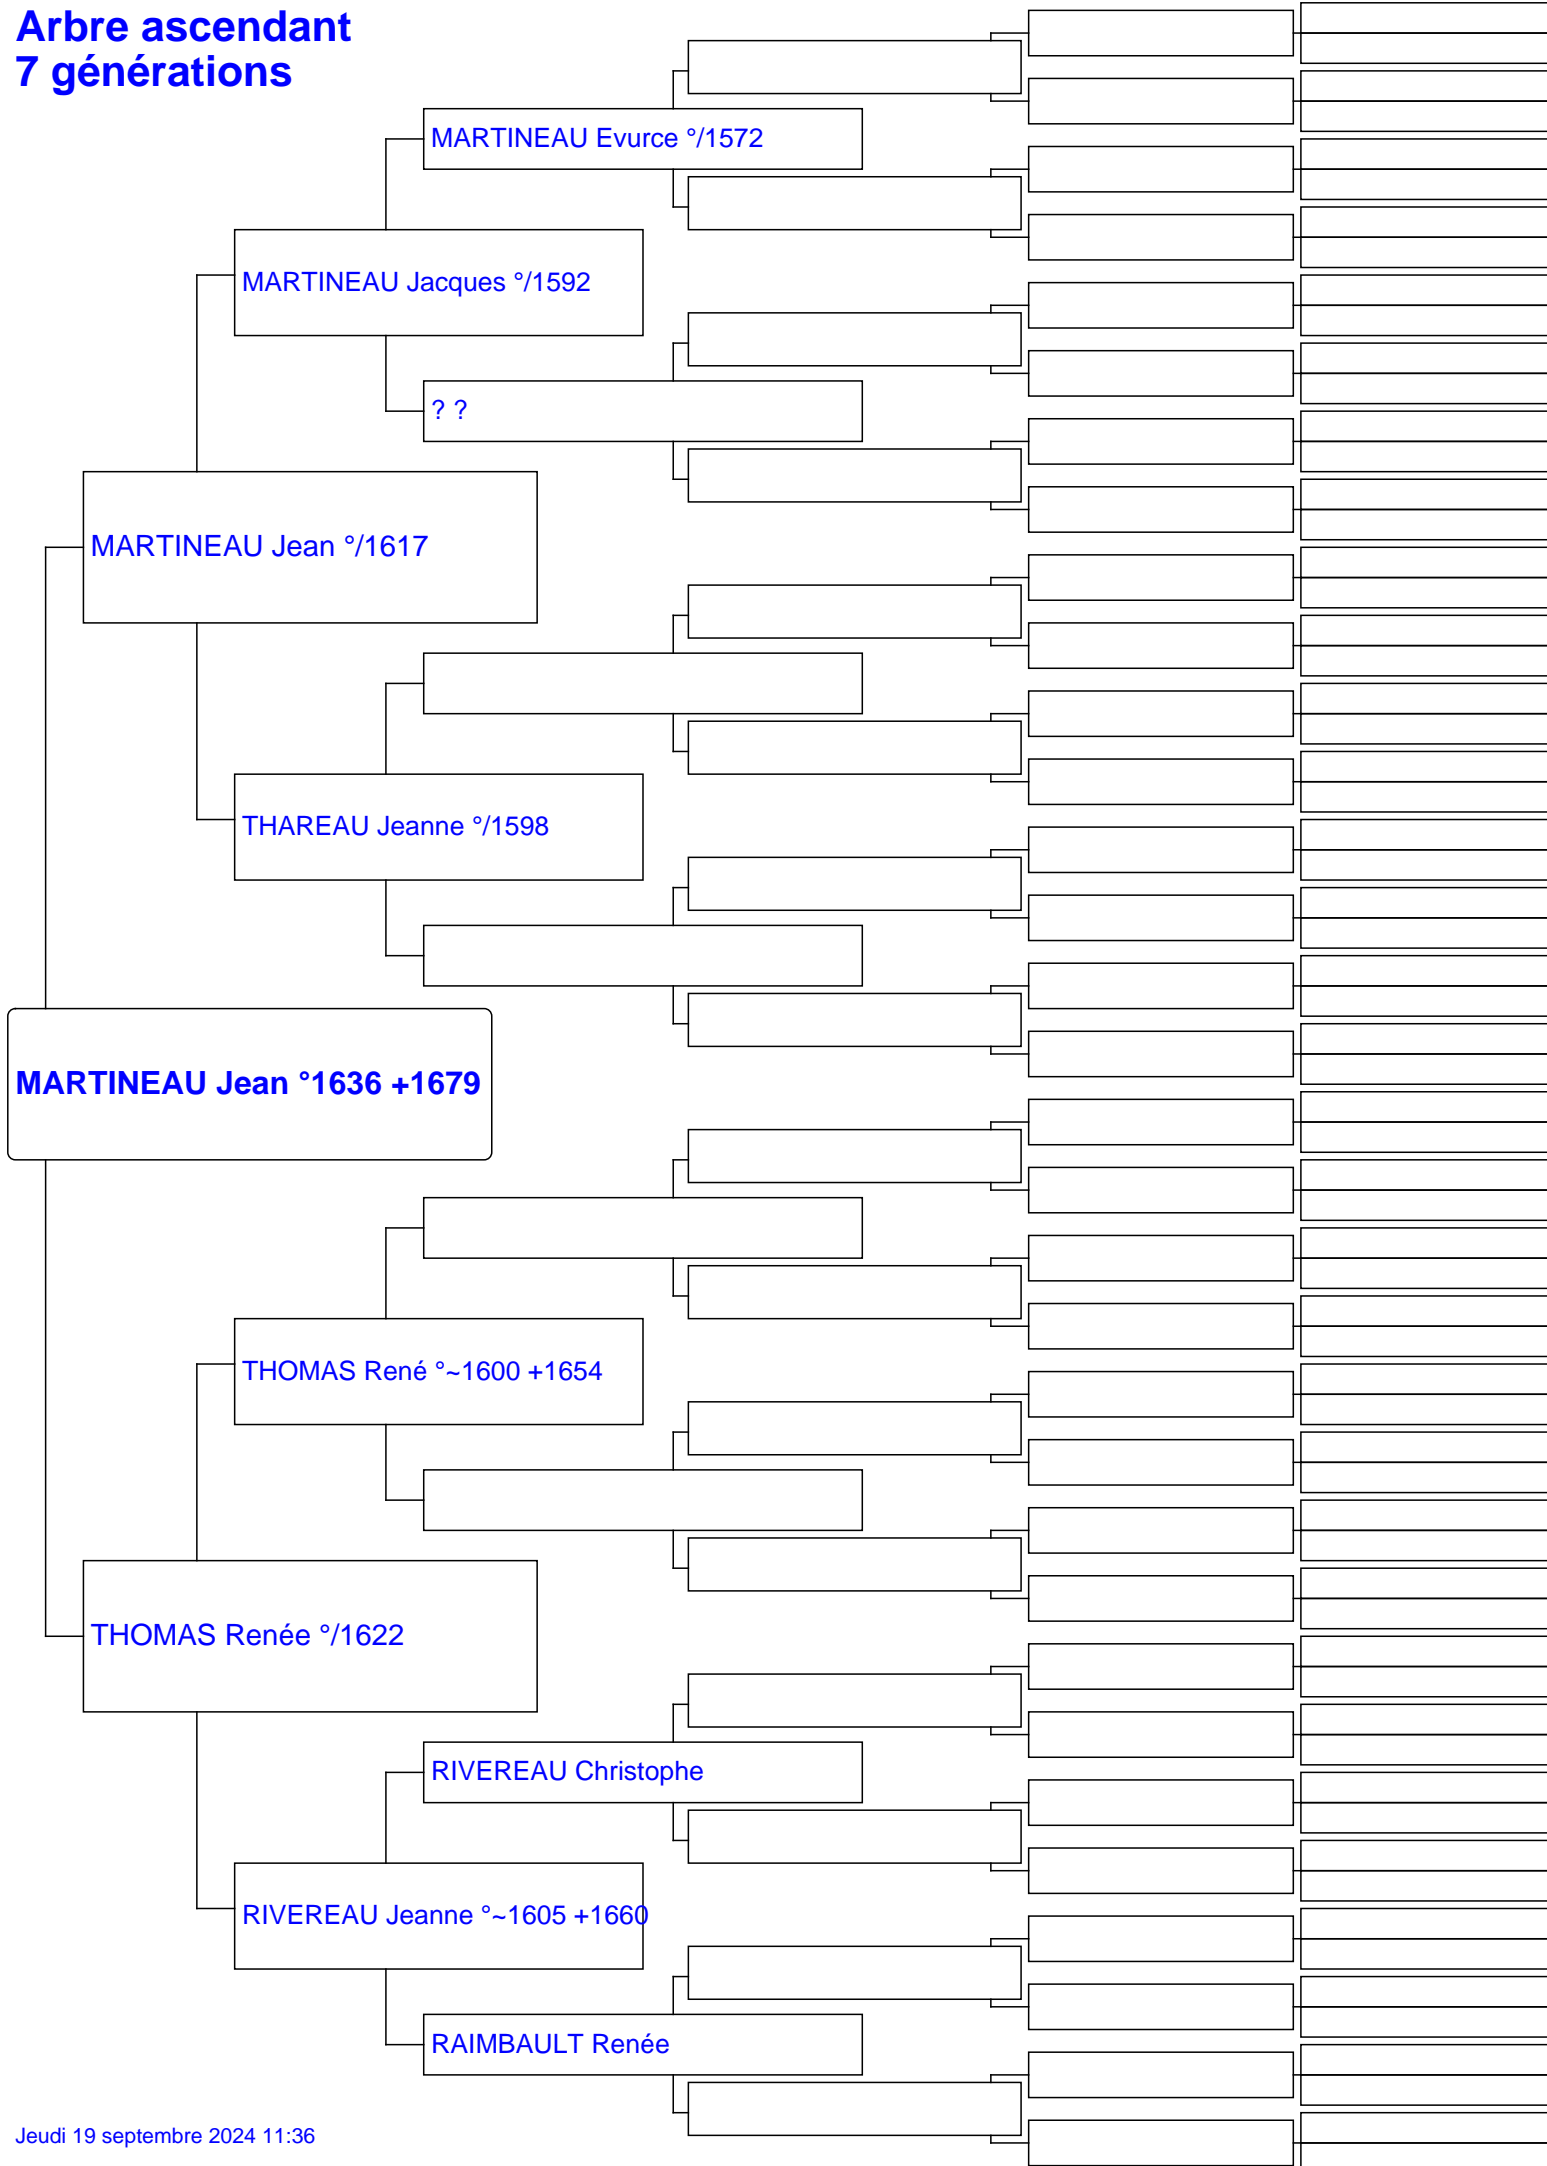 Arbre ascendant
7 générations
MARTINEAU Evurce °/1572
MARTINEAU Jacques °/1592
? ?
MARTINEAU Jean °/1617
THAREAU Jeanne °/1598
MARTINEAU Jean °1636 +1679
THOMAS René °~1600 +1654
THOMAS Renée °/1622
RIVEREAU Christophe
RIVEREAU Jeanne °~1605 +1660
RAIMBAULT Renée
Jeudi 19 septembre 2024 11:36